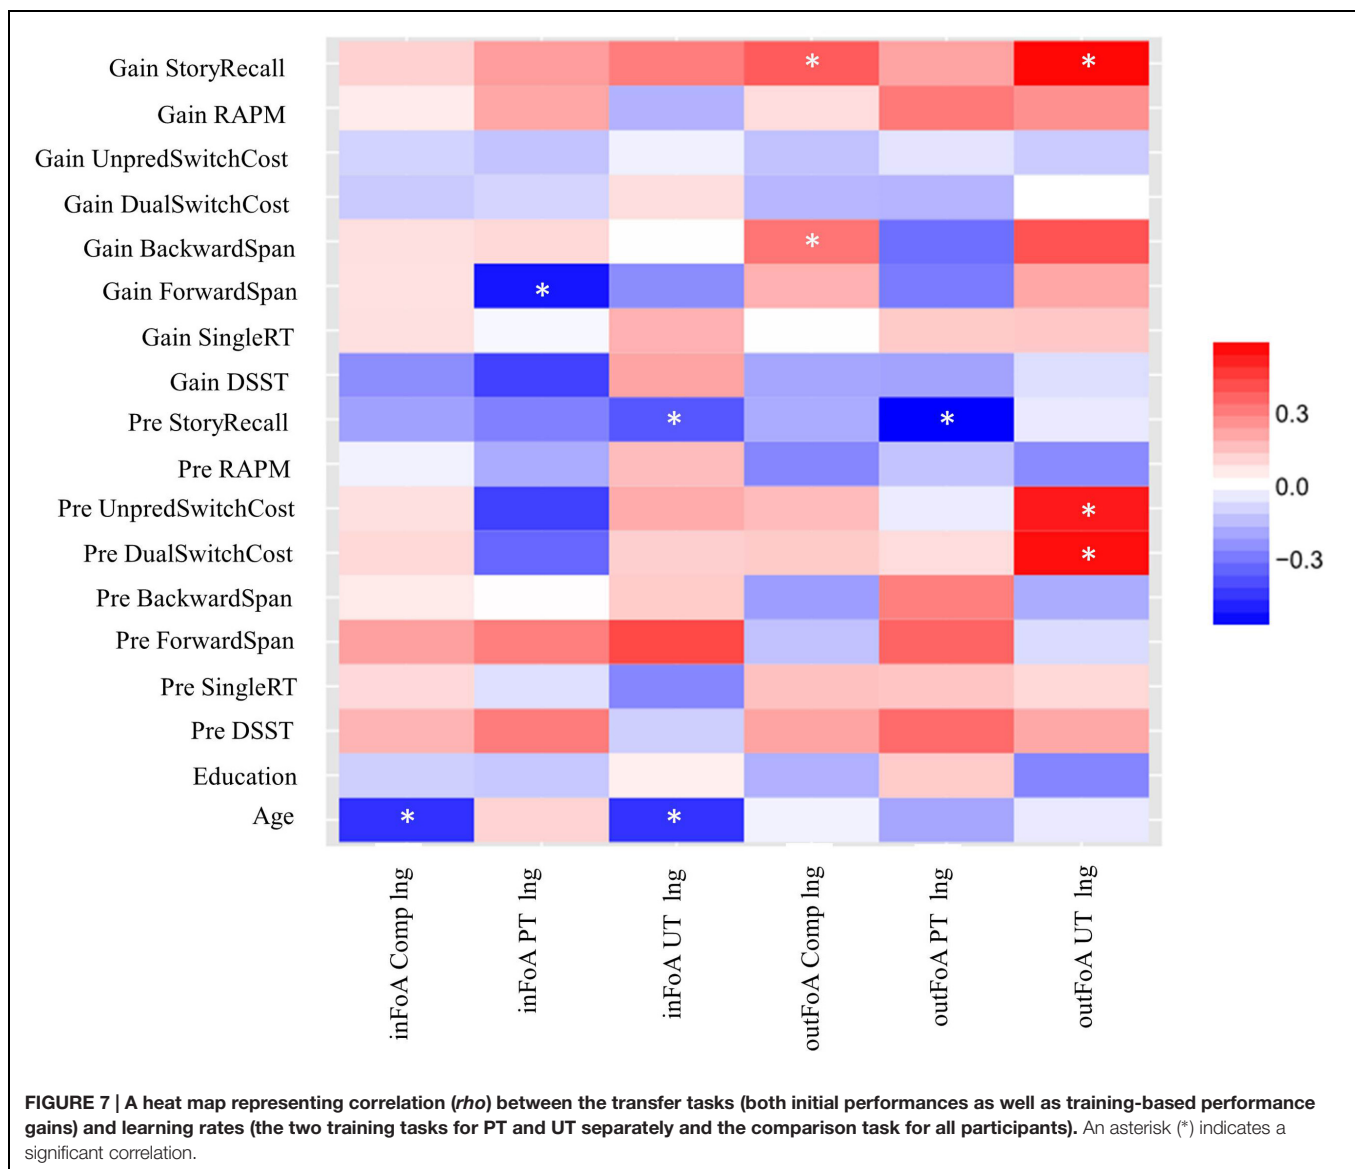 Gain StoryRecall * *
Gain RAPM
Gain UnpredSwitchCost
Gain DualSwitchCost
Gain BackwardSpan *
Gain ForwardSpan *
Gain SingleRT
Gain DSST
Pre StoryRecall * *
Pre RAPM
Pre UnpredSwitchCost *
Pre DualSwitchCost *
Pre BackwardSpan
Pre ForwardSpan
Pre SingleRT
Pre DSST
Education
Age * *
0.3
0.0
−0.3
inFoA Comp lng
inFoA PT lng
inFoA UT lng
outFoA Comp lng
outFoA PT lng
outFoA UT lng
FIGURE 7 | A heat map representing correlation (rho) between the transfer tasks (both initial performances as well as training-based performance
gains) and learning rates (the two training tasks for PT and UT separately and the comparison task for all participants). An asterisk (*) indicates a
significant correlation.